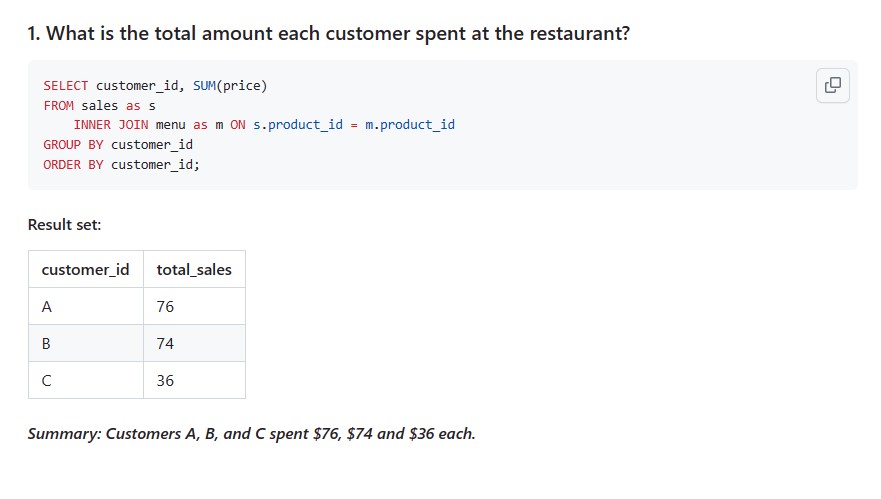 1. What is the total amount each customer spent at the restaurant?
SELECT customer_id, SUM(price)
FROM sales as s
    INNER JOIN menu as m ON s.product_id = m.product_id
GROUP BY customer_id
ORDER BY customer_id;
Result set:
customer_id total_sales
A 76
B 74
C 36
Summary: Customers A, B, and C spent $76, $74 and $36 each.